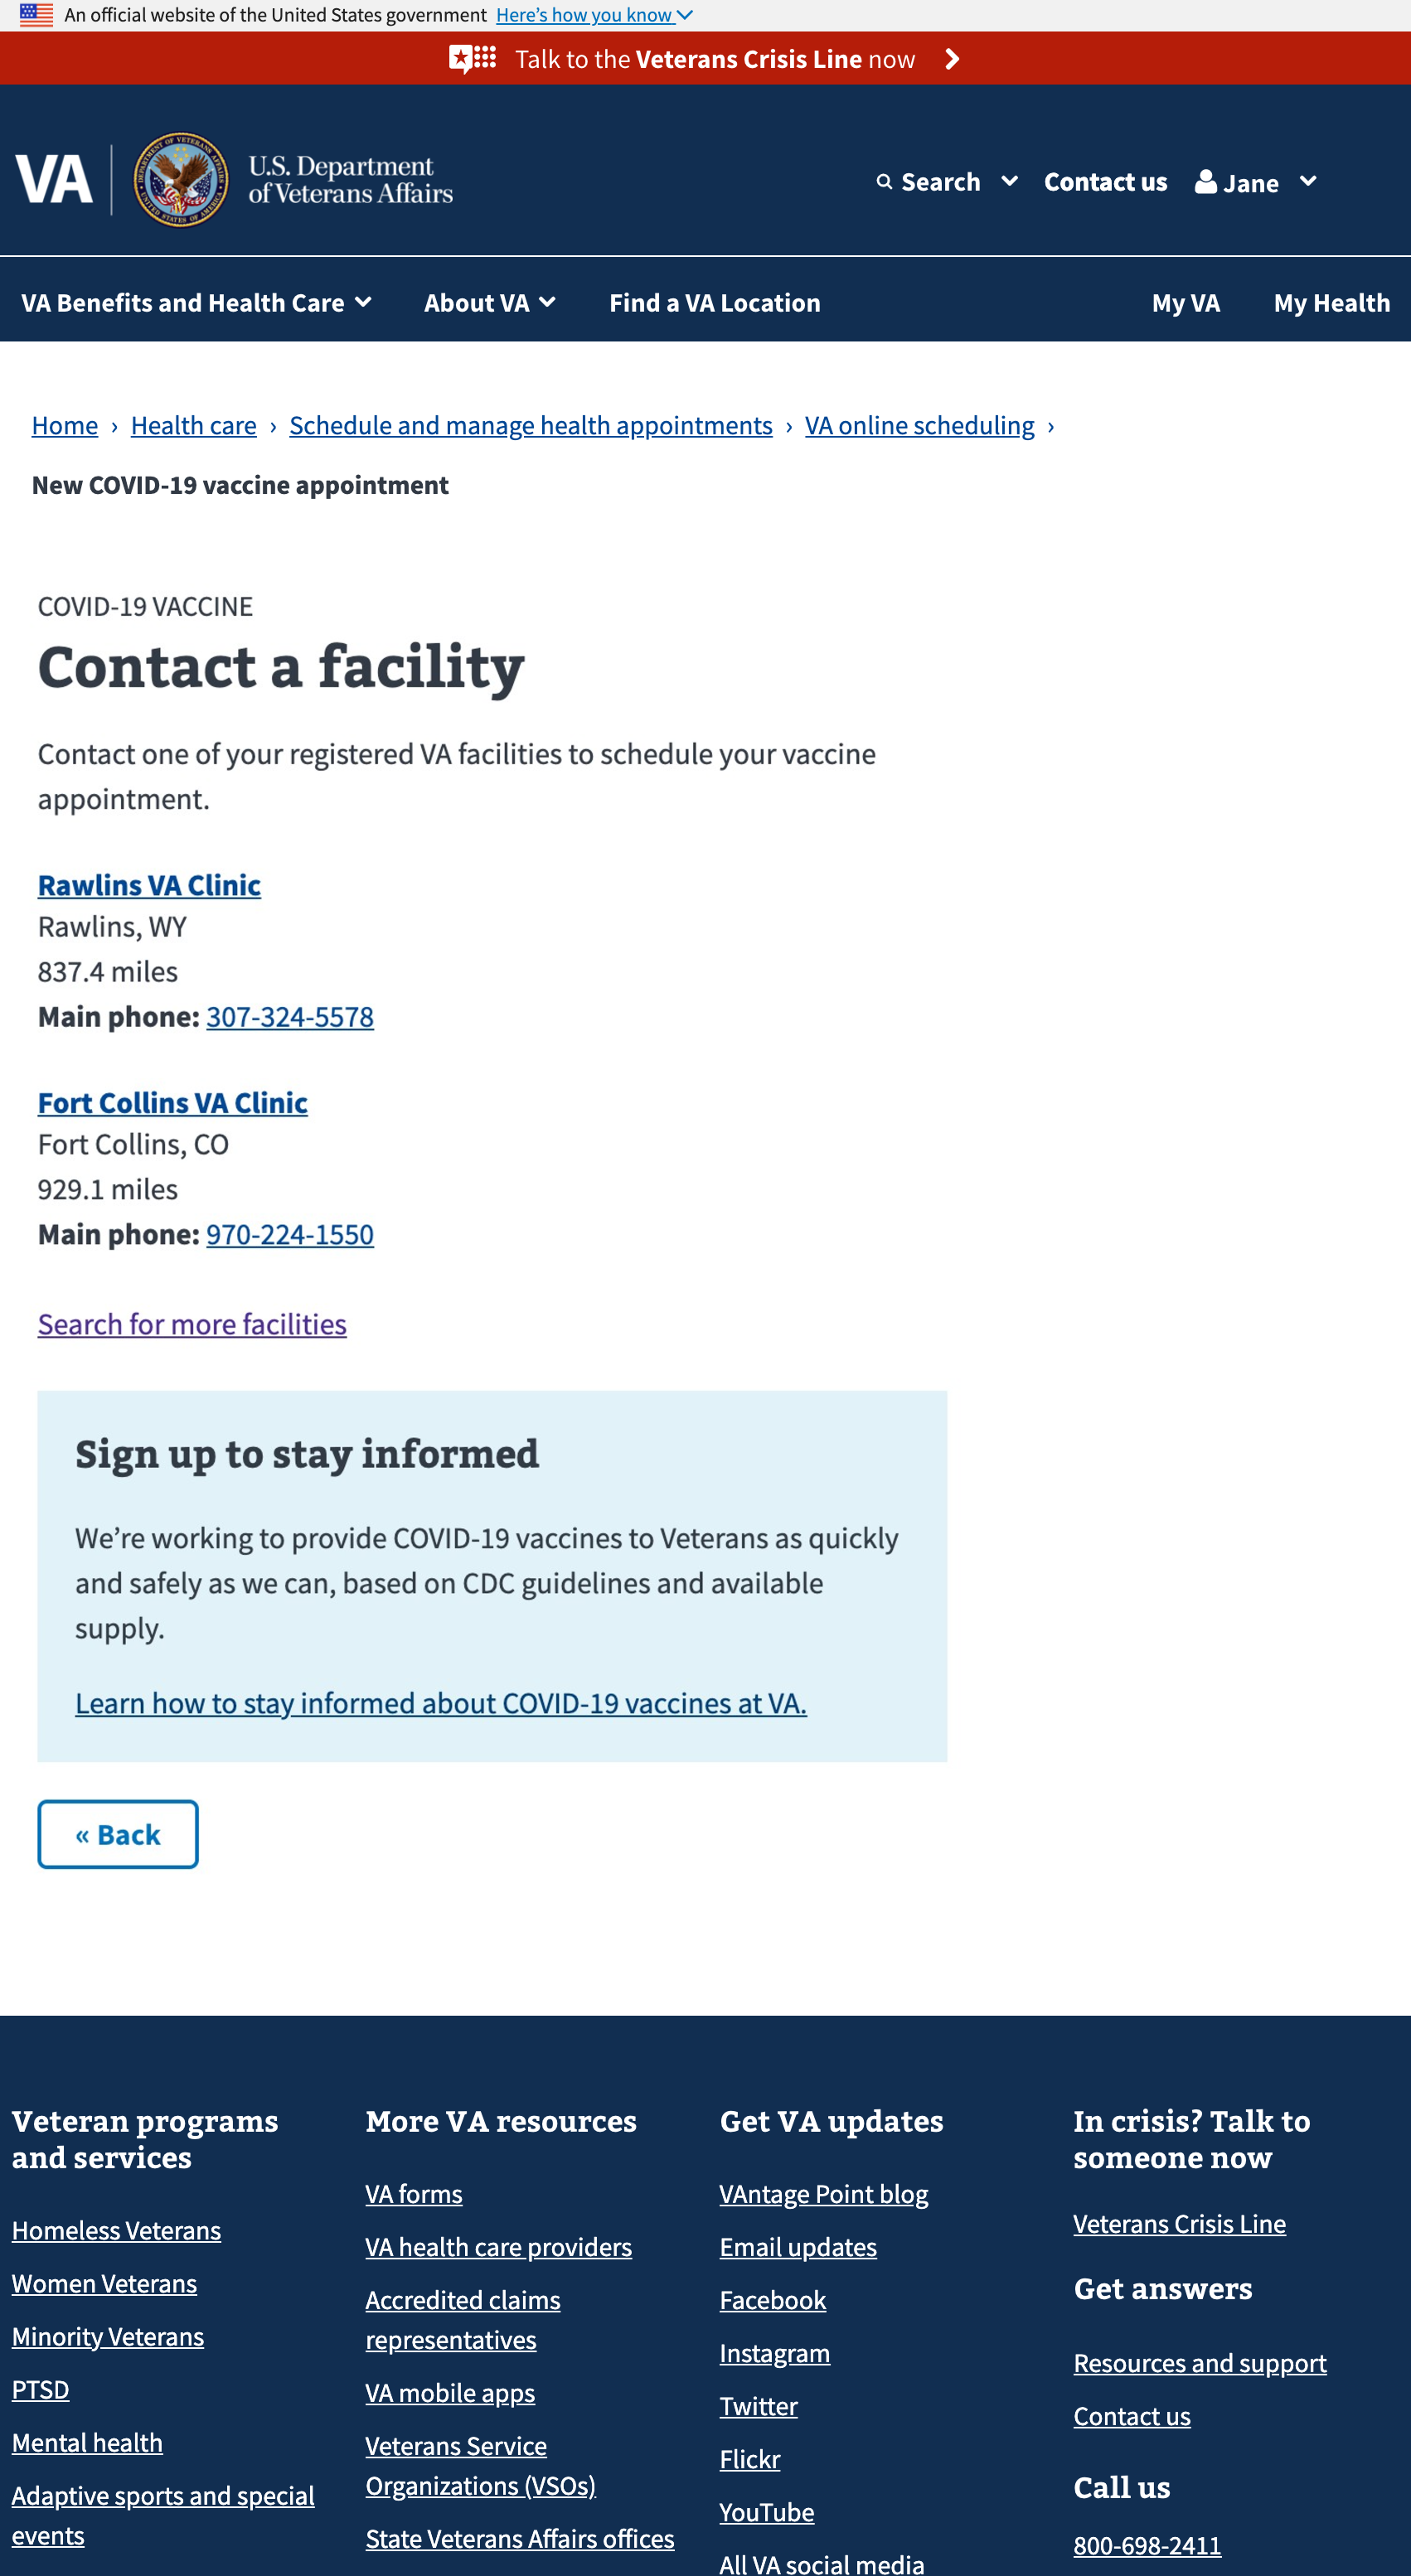 An official website of the United States government Here's how you know
Talk to the Veterans Crisis Line now
VA
U.S. Department
of Veterans Affairs
Search
Contact us
Jane
VA Benefits and Health Care
About VA
Find a VA Location
My VA
My Health
Home › Health care › Schedule and manage health appointments › VA online scheduling ›
New COVID-19 vaccine appointment
COVID-19 VACCINE
Contact a facility
Contact one of your registered VA facilities to schedule your vaccine
appointment.
Rawlins VA Clinic
Rawlins, WY
837.4 miles
Main phone: 307-324-5578
Fort Collins VA Clinic
Fort Collins, CO
929.1 miles
Main phone: 970-224-1550
Search for more facilities
Sign up to stay informed
We’re working to provide COVID-19 vaccines to Veterans as quickly
and safely as we can, based on CDC guidelines and available
supply.
Learn how to stay informed about COVID-19 vaccines at VA.
« Back
Veteran programs
and services
Homeless Veterans
Women Veterans
Minority Veterans
PTSD
Mental health
Adaptive sports and special
events
More VA resources
VA forms
VA health care providers
Accredited claims
representatives
VA mobile apps
Veterans Service
Organizations (VSOs)
State Veterans Affairs offices
Get VA updates
VAntage Point blog
Email updates
Facebook
Instagram
Twitter
Flickr
YouTube
All VA social media
In crisis? Talk to
someone now
Veterans Crisis Line
Get answers
Resources and support
Contact us
Call us
800-698-2411